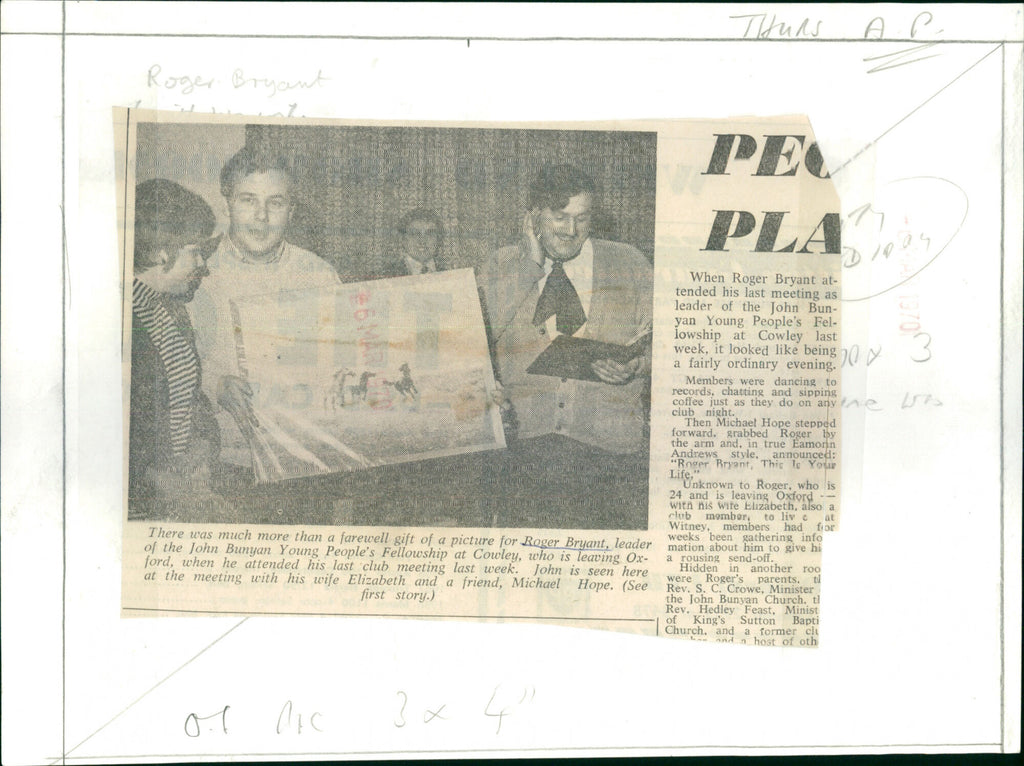 THURS A.P.
Roger Bryant
PEO
PLA
When Roger Bryant at-
tended his last meeting as
leader of the John Bun-
yan Young People's Fel-
lowship at Cowley last
week, it looked like being
a fairly ordinary evening.
Members were dancing to
records, chatting and sipping
coffee just as they do on any
club night.
Then Michael Hope stepped
forward, grabbed Roger by
the arm and, in true Eamonn
Andrews style, announced:
"Roger Bryant, This Is Your
Life."
Unknown to Roger, who is
24 and is leaving Oxford —
with his wife Elizabeth, also a
club member, to live at
Witney, members had for
weeks been gathering info
mation about him to give hi
a rousing send-off.
Hidden in another roo
were Roger's parents, th
Rev. S. C. Crowe, Minister
the John Bunyan Church, th
Rev. Hedley Feast, Minist
of King's Sutton Bapti
Church, and a former clu
and a host of oth
There was much more than a farewell gift of a picture for Roger Bryant, leader
of the John Bunyan Young People's Fellowship at Cowley, who is leaving Ox-
ford, when he attended his last club meeting last week. John is seen here
at the meeting with his wife Elizabeth and a friend, Michael Hope. (See
first story.)
3 x 4"